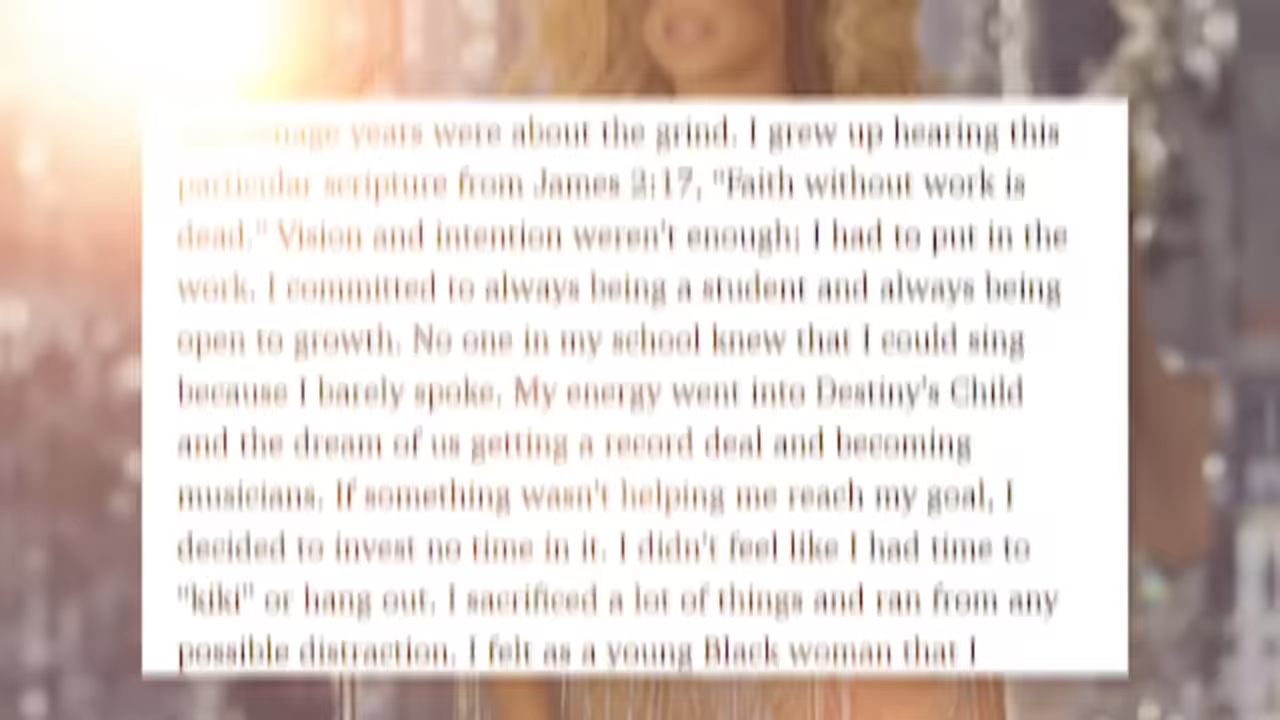 years were about the grind. I grew up hearing this
particular scripture from James 2:17, "Faith without work is
dead." Vision and intention weren't enough; I had to put in the
work. I committed to always being a student and always being
open to growth. No one in my school knew that I could sing
because I barely spoke. My energy went into Destiny's Child
and the dream of us getting a record deal and becoming
musicians. If something wasn't helping me reach my goal, I
decided to invest no time in it. I didn't feel like I had time to
"kiki" or hang out. I sacrificed a lot of things and ran from any
possible distraction. I felt as a young Black woman that I